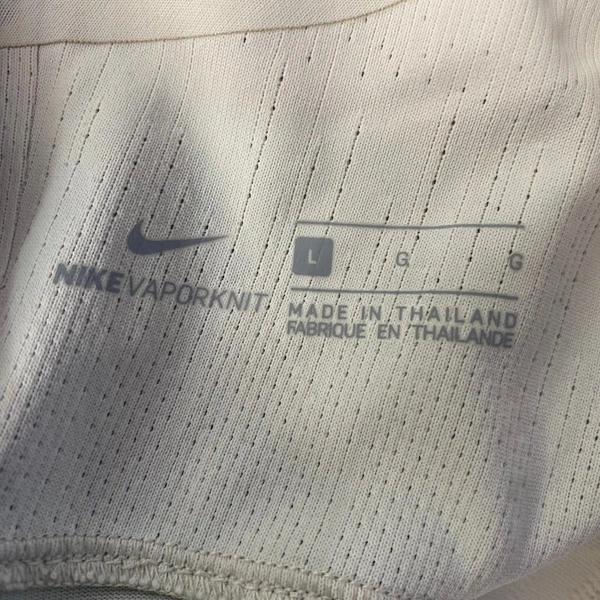 NIKEVAPORKNIT
L G G
MADE IN THAILAND
FABRIQUE EN THAILANDE